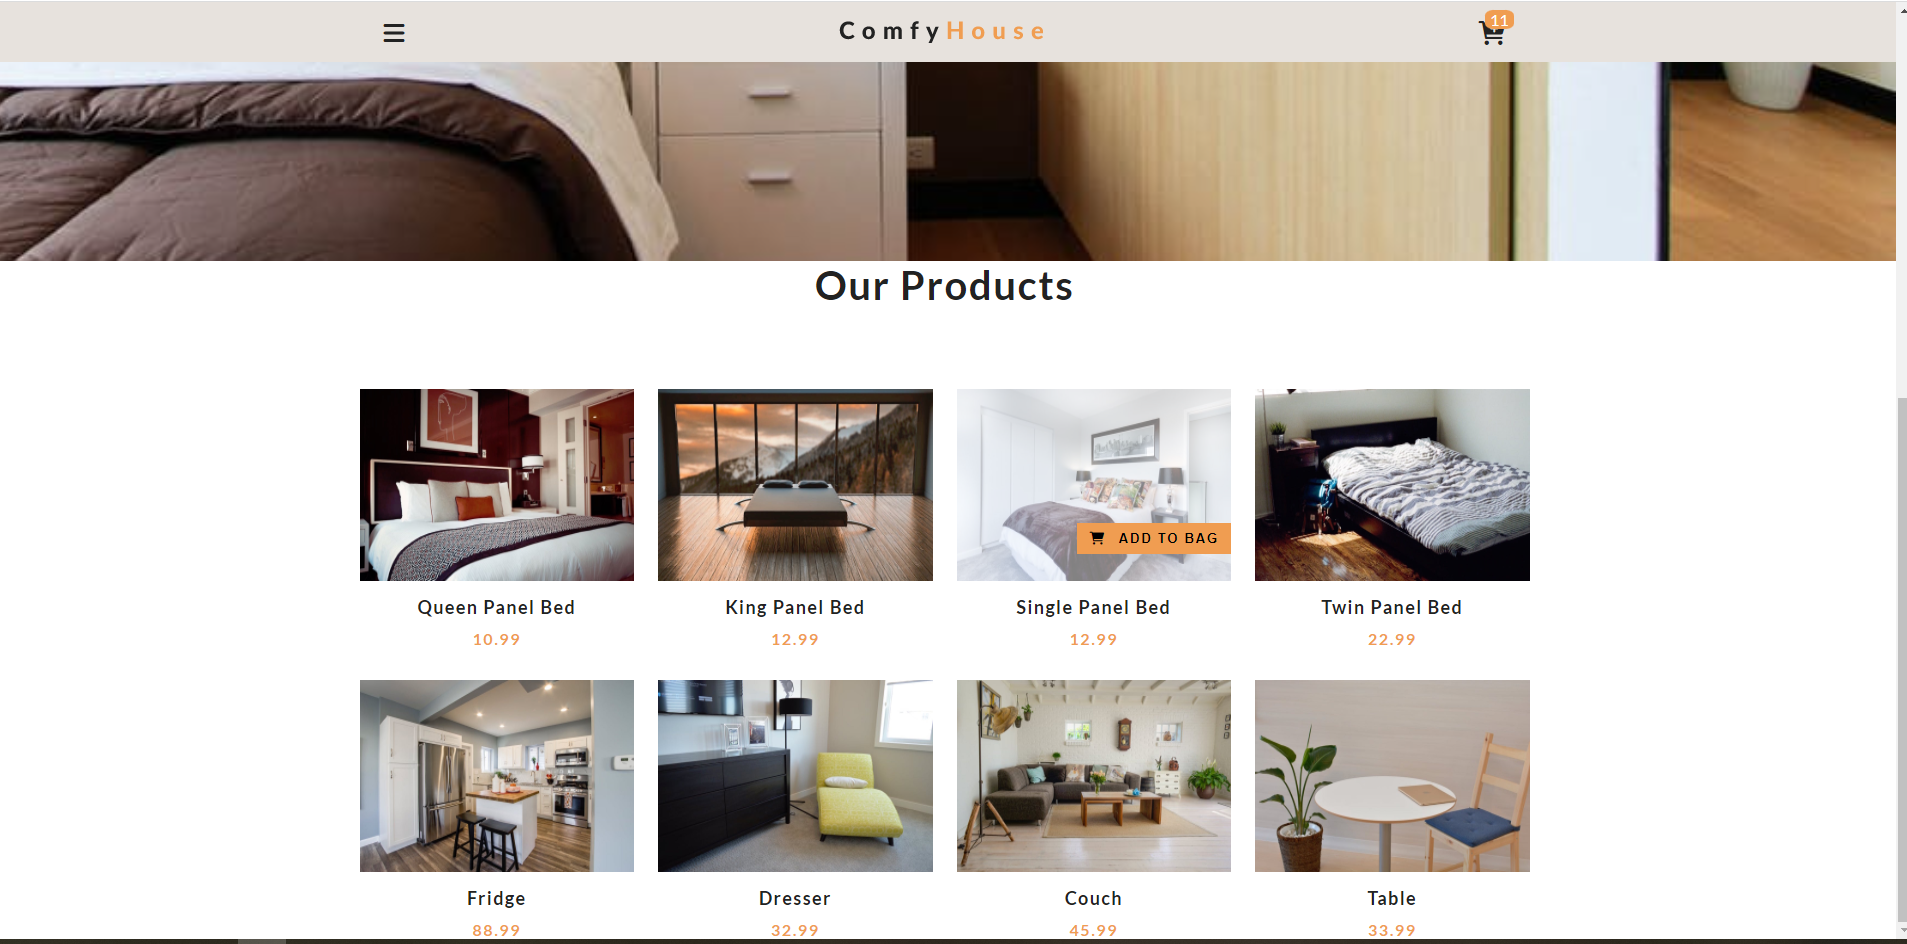 ComfyHouse
11
Our Products
ADD TO BAG
Queen Panel Bed
King Panel Bed
Single Panel Bed
Twin Panel Bed
10.99
12.99
12.99
22.99
Fridge
Dresser
Couch
Table
88.99
32.99
45.99
33.99